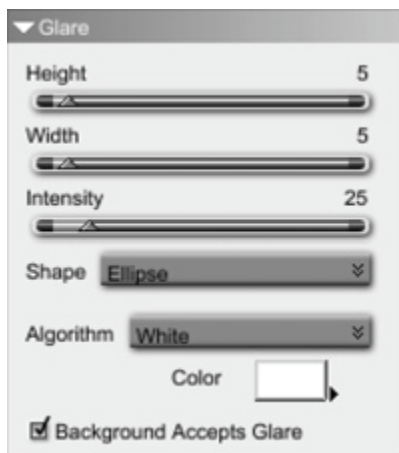 Glare
Height 5
Width 5
Intensity 25
Shape Ellipse
Algorithm White
Color
Background Accepts Glare